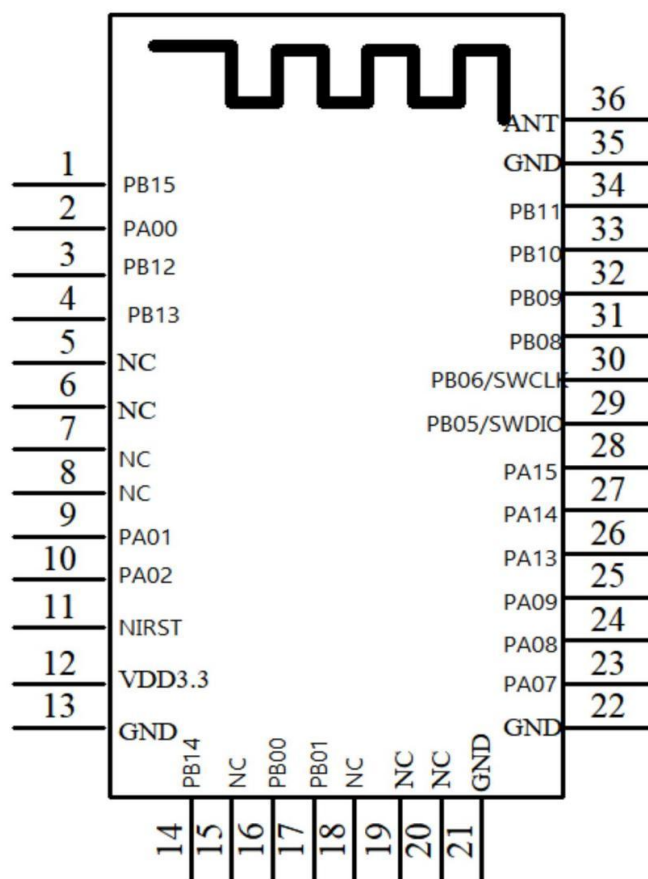 1 PB15
2 PA00
3 PB12
4 PB13
5 NC
6 NC
7 NC
8 NC
9 PA01
10 PA02
11 NIRST
12 VDD3.3
13 GND
14 PB14
15 NC
16 PB00
17 PB01
18 NC
19 NC
20 NC
21 GND
ANT 36
GND 35
PB11 34
PB10 33
PB09 32
PB08 31
PB06/SWCLK 30
PB05/SWDIO 29
PA15 28
PA14 27
PA13 26
PA09 25
PA08 24
PA07 23
GND 22